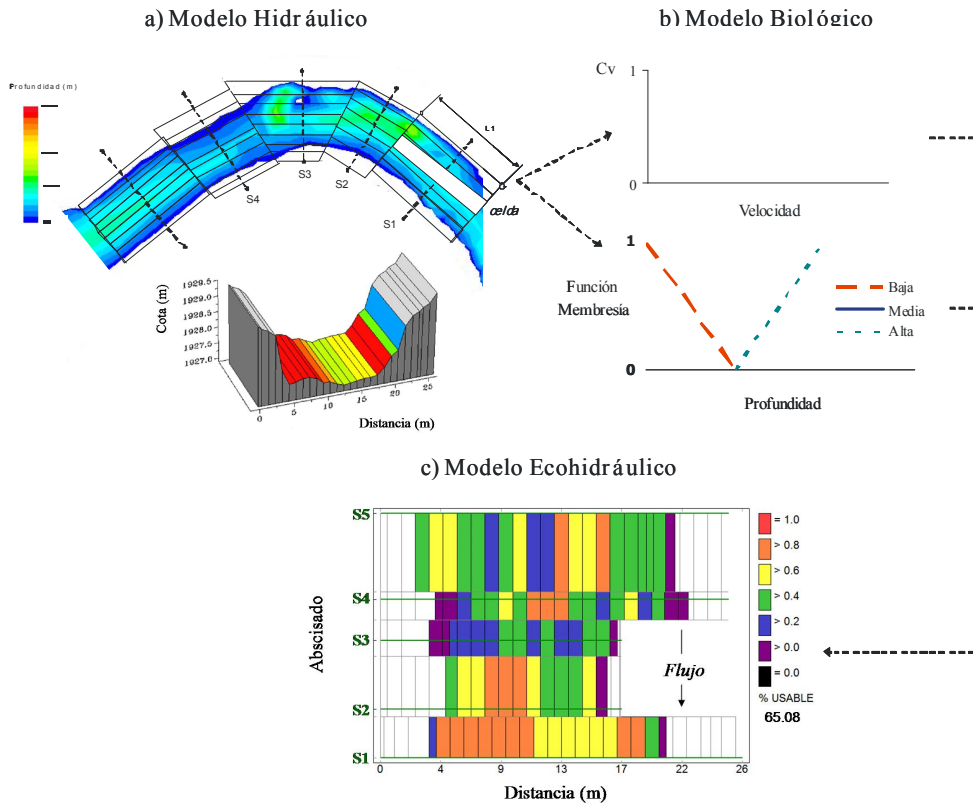 a) Modelo Hidráulico
b) Modelo Biológico
Profundidad (m)
L1
celda
S4
S3
S2
S1
Cota (m)
1929.5
1929.0
1928.5
1928.0
1927.5
1927.0
0
5
10
15
20
25
Distancia (m)
Cv
1
0
Velocidad
1
Función
Membresía
0
Baja
Media
Alta
Profundidad
c) Modelo Ecohidráulico
Abscisado
S5
S4
S3
S2
S1
Flujo
0 4 9 13 17 22 26
Distancia (m)
= 1.0
> 0.8
> 0.6
> 0.4
> 0.2
> 0.0
= 0.0
% USABLE
65.08